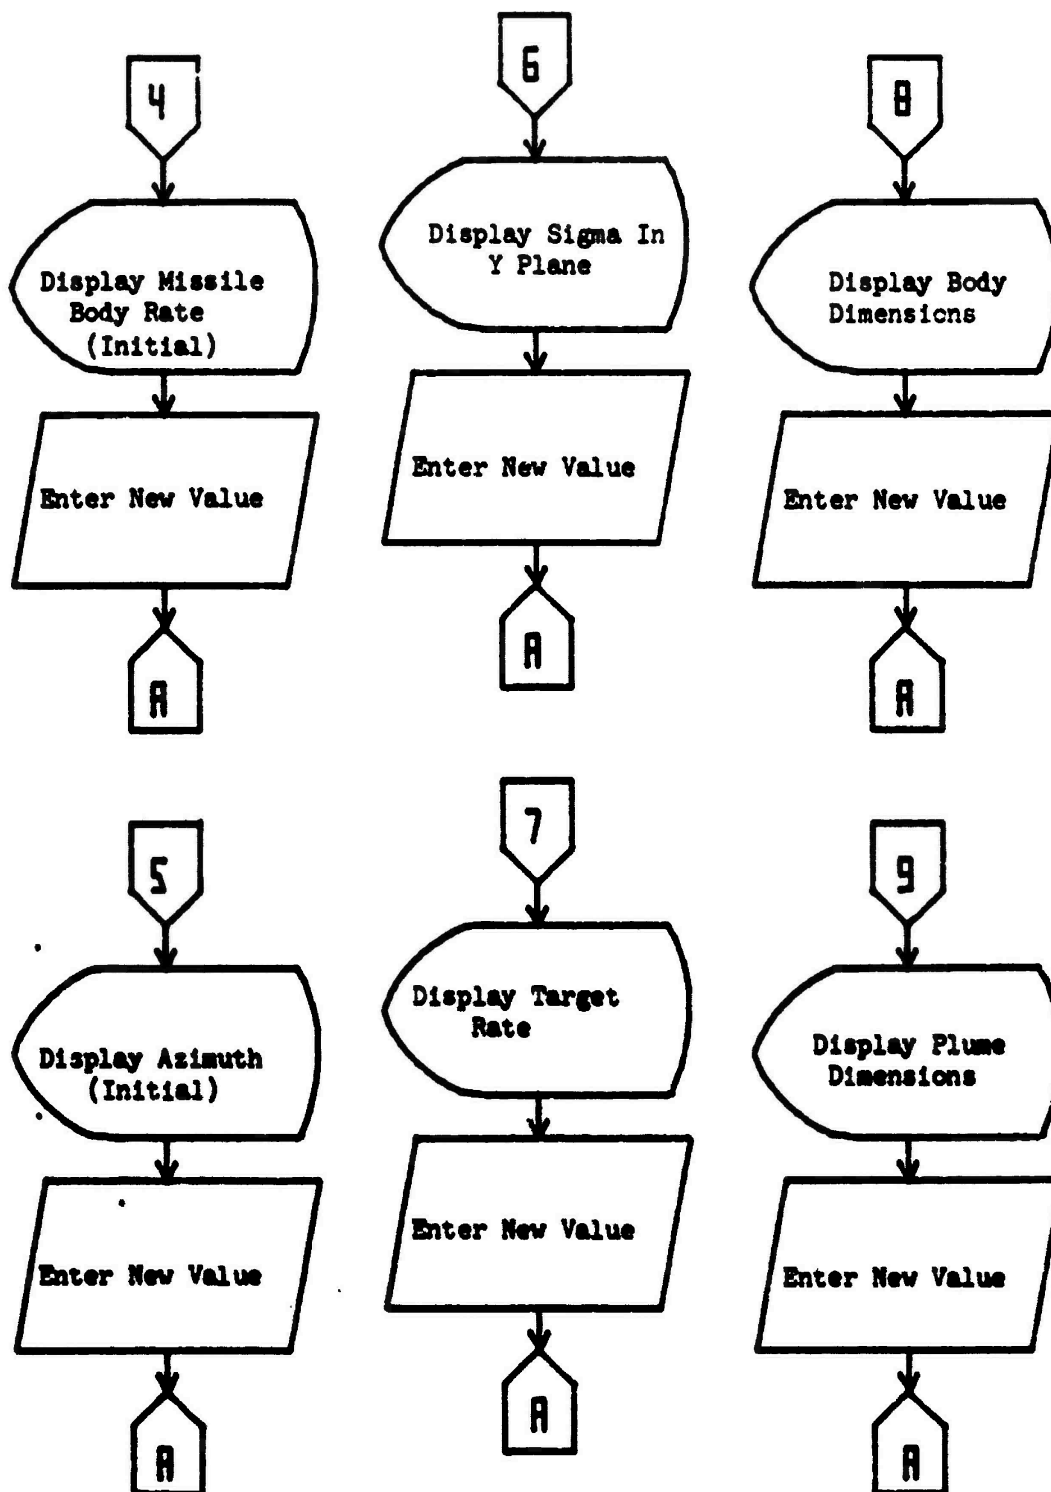 4
Display Missile
Body Rate
(Initial)
Enter New Value
A
6
Display Sigma In
Y Plane
Enter New Value
A
8
Display Body
Dimensions
Enter New Value
A
5
Display Azimuth
(Initial)
Enter New Value
A
7
Display Target
Rate
Enter New Value
A
9
Display Plume
Dimensions
Enter New Value
A